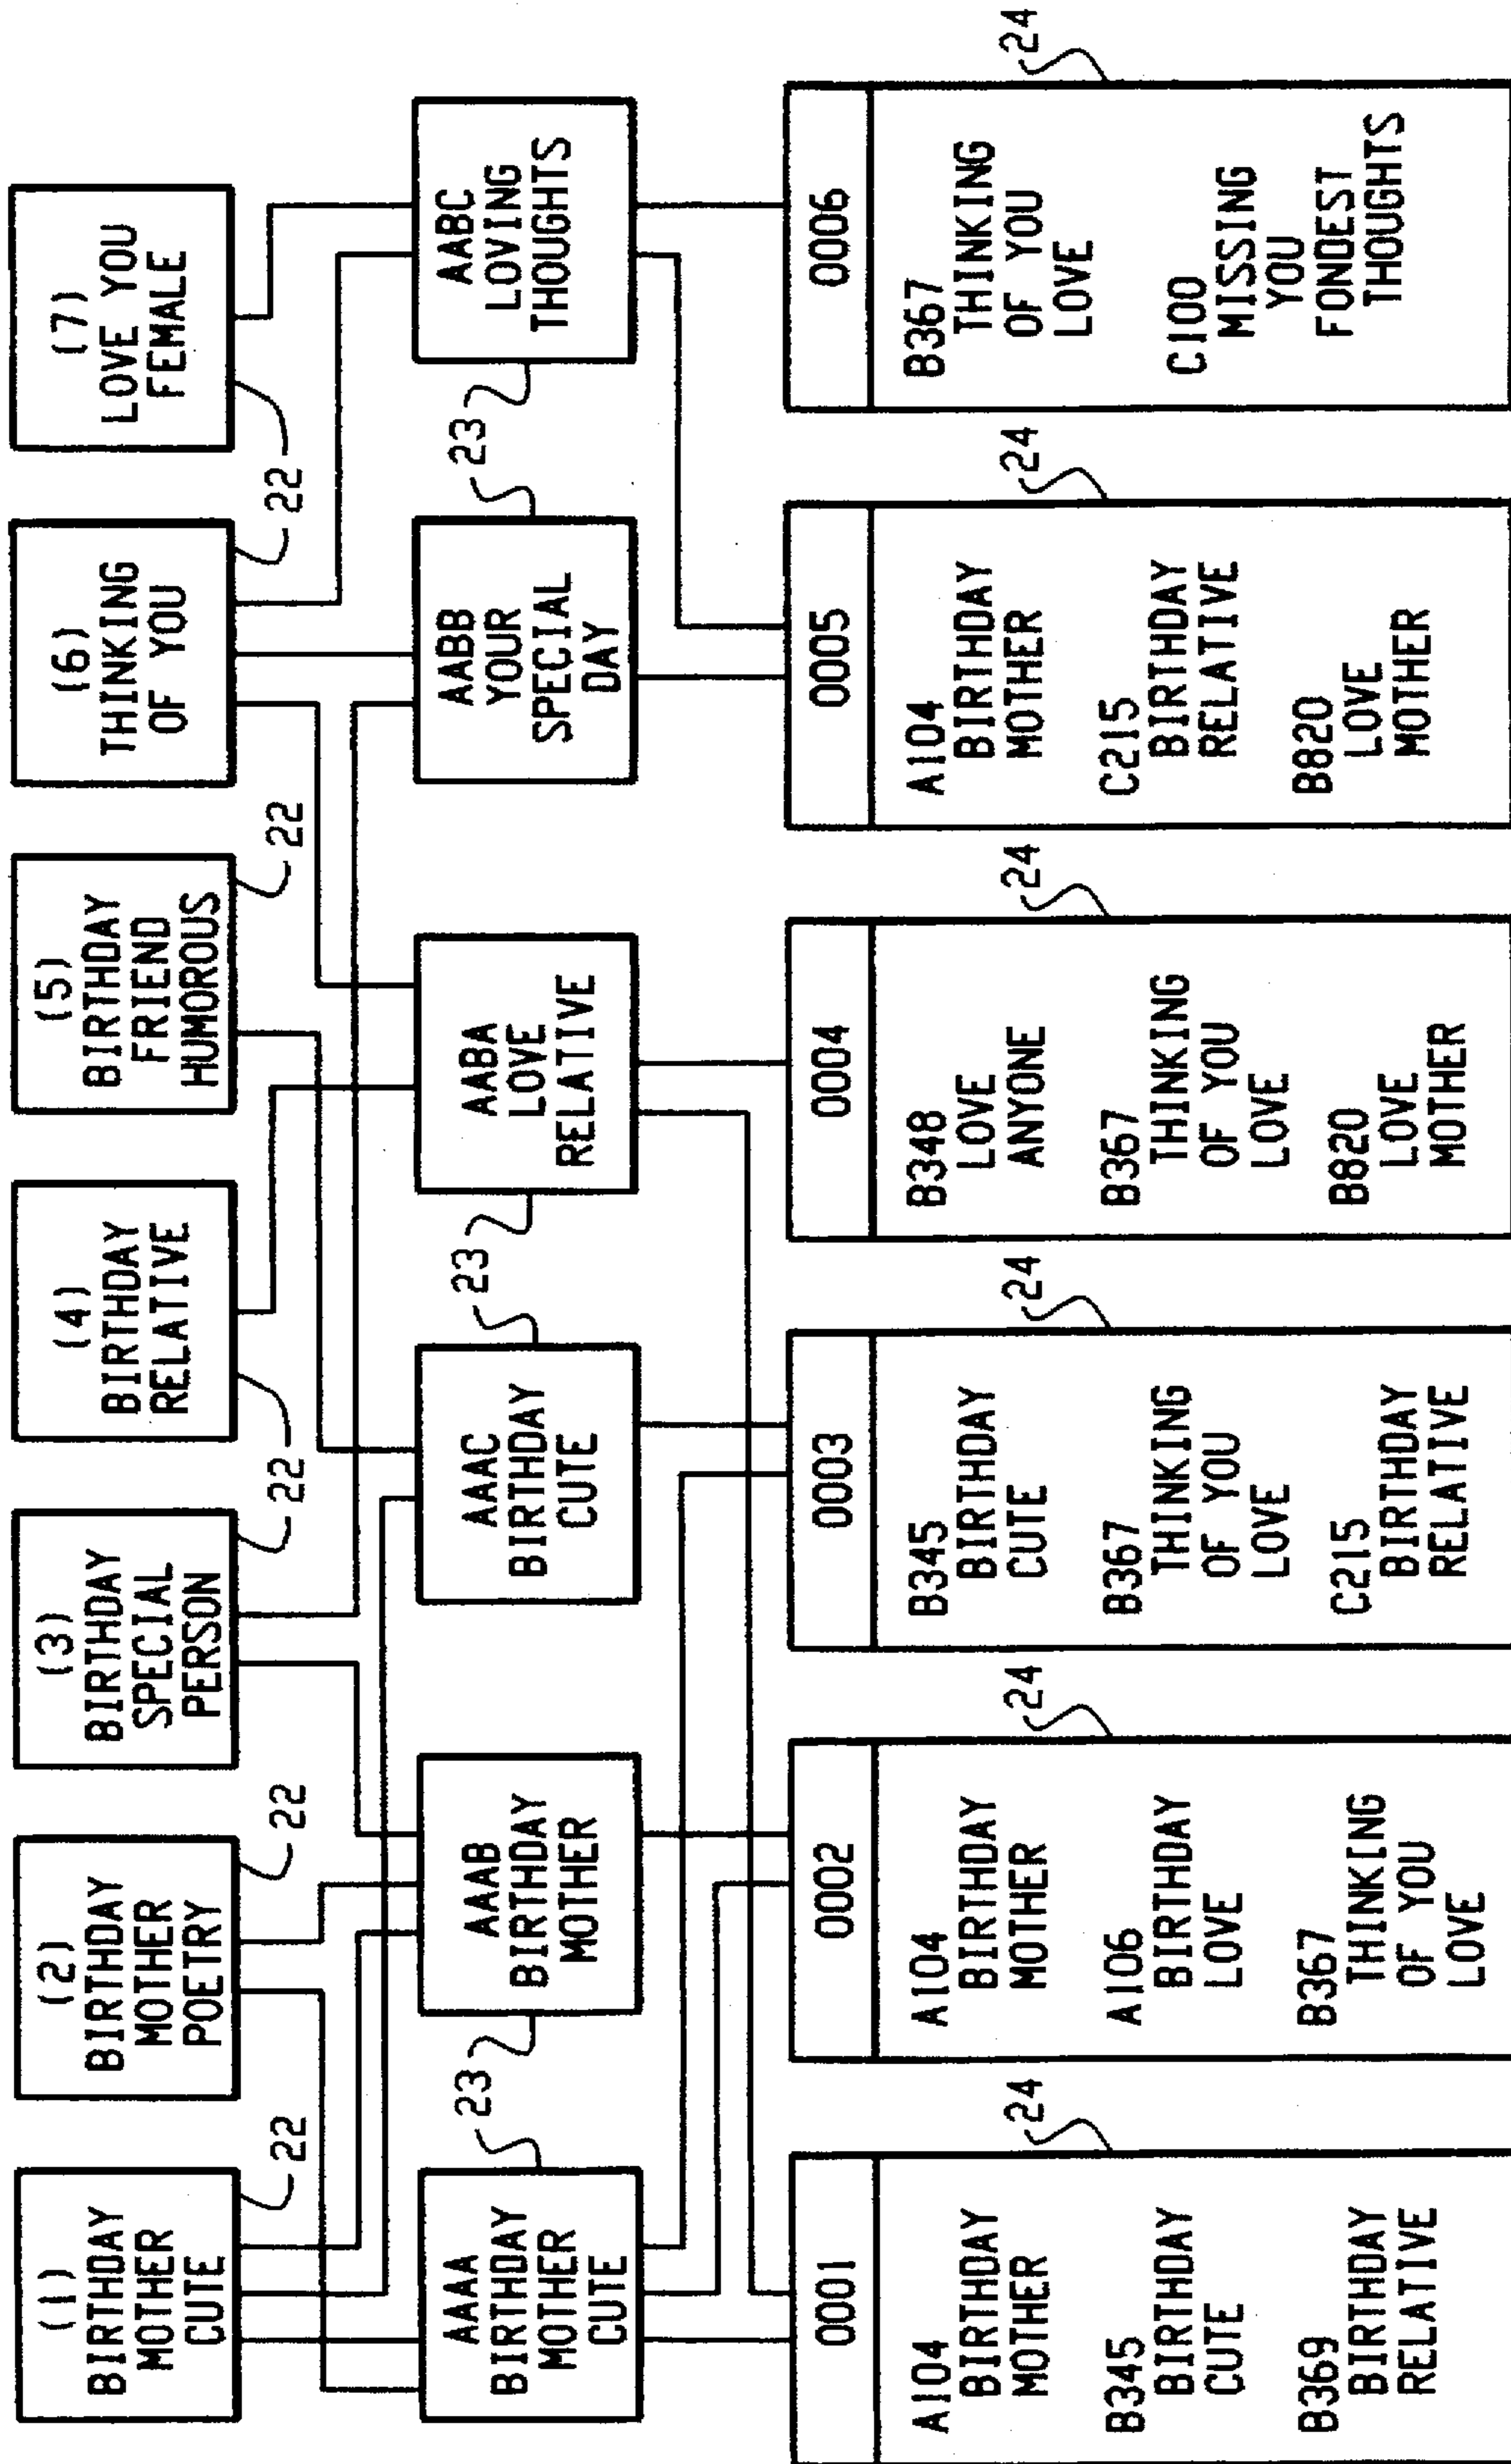 (1)
BIRTHDAY
MOTHER
CUTE
22
(2)
BIRTHDAY
MOTHER
POETRY
22
(3)
BIRTHDAY
SPECIAL
PERSON
22
(4)
BIRTHDAY
RELATIVE
22
(5)
BIRTHDAY
FRIEND
HUMOROUS
22
(6)
THINKING
OF YOU
22
(7)
LOVE YOU
FEMALE
AAAA
BIRTHDAY
MOTHER
CUTE
23
AAAB
BIRTHDAY
MOTHER
AAAC
BIRTHDAY
CUTE
23
AABA
LOVE
RELATIVE
23
AABB
YOUR
SPECIAL
DAY
23
AABC
LOVING
THOUGHTS
0001
A104
BIRTHDAY
MOTHER
B345
BIRTHDAY
CUTE
B369
BIRTHDAY
RELATIVE
24
0002
A104
BIRTHDAY
MOTHER
A106
BIRTHDAY
LOVE
B367
THINKING
OF YOU
LOVE
24
0003
B345
BIRTHDAY
CUTE
B367
THINKING
OF YOU
LOVE
C215
BIRTHDAY
RELATIVE
24
0004
B348
LOVE
ANYONE
B367
THINKING
OF YOU
LOVE
B820
LOVE
MOTHER
24
0005
A104
BIRTHDAY
MOTHER
C215
BIRTHDAY
RELATIVE
B820
LOVE
MOTHER
24
0006
B367
THINKING
OF YOU
LOVE
C100
MISSING
YOU
FONDEST
THOUGHTS
24